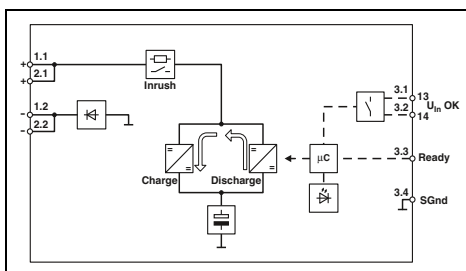 + 1.1
+ 2.1
Inrush
- 1.2
- 2.2
3.1 13
3.2 14
UIn OK
Charge
Discharge
µC
3.3 Ready
3.4 SGnd